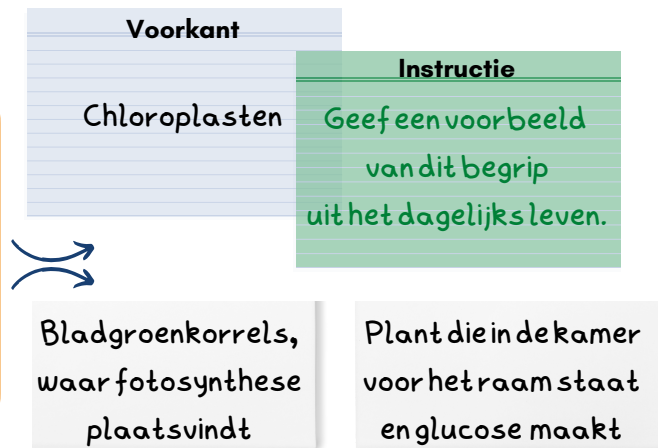 Voorkant
Chloroplasten
Instructie
Geef een voorbeeld
van dit begrip
uit het dagelijks leven.
Bladgroenkorrels,
waar fotosynthese
plaatsvindt
Plant die in de kamer
voor het raam staat
en glucose maakt